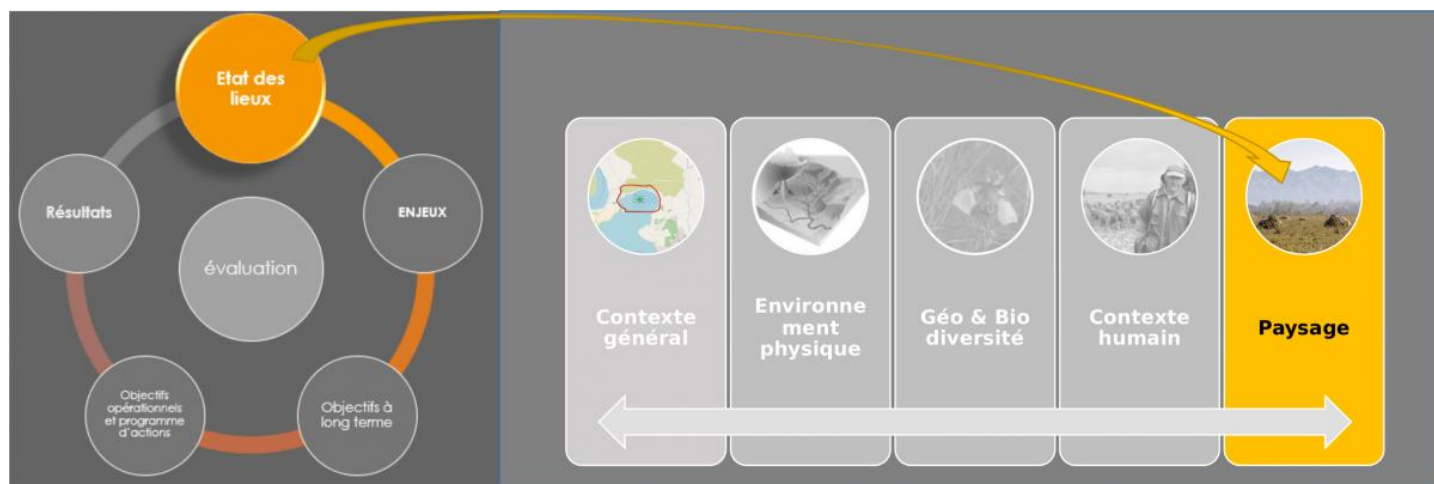 Etat des
lieux
Résultats
ENJEUX
évaluation
Objectifs
opérationnels
et programme
d'actions
Objectifs à
long terme
Contexte
général
Environne
ment
physique
Géo & Bio
diversité
Contexte
humain
Paysage